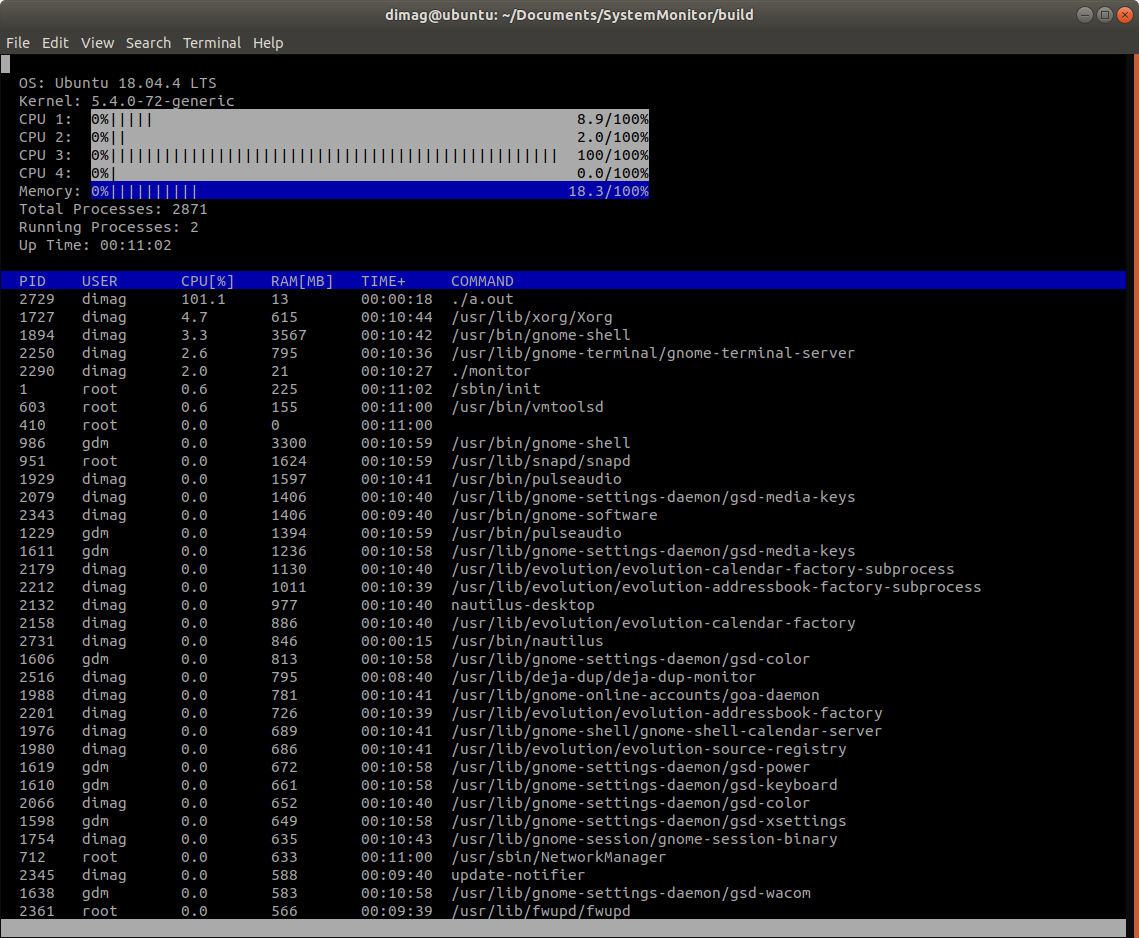 dimag@ubuntu: ~/Documents/SystemMonitor/build
File Edit View Search Terminal Help
OS: Ubuntu 18.04.4 LTS
Kernel: 5.4.0-72-generic
CPU 1: 0%||||| 8.9/100%
CPU 2: 0%|| 2.0/100%
CPU 3: 0%|||||||||||||||||||||||||||||||||||||||||||||||||| 100/100%
CPU 4: 0%| 0.0/100%
Memory: 0%|||||||||| 18.3/100%
Total Processes: 2871
Running Processes: 2
Up Time: 00:11:02
PID USER CPU[%] RAM[MB] TIME+ COMMAND
2729 dimag 101.1 13 00:00:18 ./a.out
1727 dimag 4.7 615 00:10:44 /usr/lib/xorg/Xorg
1894 dimag 3.3 3567 00:10:42 /usr/bin/gnome-shell
2250 dimag 2.6 795 00:10:36 /usr/lib/gnome-terminal/gnome-terminal-server
2290 dimag 2.0 21 00:10:27 ./monitor
1 root 0.6 225 00:11:02 /sbin/init
603 root 0.6 155 00:11:00 /usr/bin/vmtoolsd
410 root 0.0 0 00:11:00
986 gdm 0.0 3300 00:10:59 /usr/bin/gnome-shell
951 root 0.0 1624 00:10:59 /usr/lib/snapd/snapd
1929 dimag 0.0 1597 00:10:41 /usr/bin/pulseaudio
2079 dimag 0.0 1406 00:10:40 /usr/lib/gnome-settings-daemon/gsd-media-keys
2343 dimag 0.0 1406 00:09:40 /usr/bin/gnome-software
1229 gdm 0.0 1394 00:10:59 /usr/bin/pulseaudio
1611 gdm 0.0 1236 00:10:58 /usr/lib/gnome-settings-daemon/gsd-media-keys
2179 dimag 0.0 1130 00:10:40 /usr/lib/evolution/evolution-calendar-factory-subprocess
2212 dimag 0.0 1011 00:10:39 /usr/lib/evolution/evolution-addressbook-factory-subprocess
2132 dimag 0.0 977 00:10:40 nautilus-desktop
2158 dimag 0.0 886 00:10:40 /usr/lib/evolution/evolution-calendar-factory
2731 dimag 0.0 846 00:00:15 /usr/bin/nautilus
1606 gdm 0.0 813 00:10:58 /usr/lib/gnome-settings-daemon/gsd-color
2516 dimag 0.0 795 00:08:40 /usr/lib/deja-dup/deja-dup-monitor
1988 dimag 0.0 781 00:10:41 /usr/lib/gnome-online-accounts/goa-daemon
2201 dimag 0.0 726 00:10:39 /usr/lib/evolution/evolution-addressbook-factory
1976 dimag 0.0 689 00:10:41 /usr/lib/gnome-shell/gnome-shell-calendar-server
1980 dimag 0.0 686 00:10:41 /usr/lib/evolution/evolution-source-registry
1619 gdm 0.0 672 00:10:58 /usr/lib/gnome-settings-daemon/gsd-power
1610 gdm 0.0 661 00:10:58 /usr/lib/gnome-settings-daemon/gsd-keyboard
2066 dimag 0.0 652 00:10:40 /usr/lib/gnome-settings-daemon/gsd-color
1598 gdm 0.0 649 00:10:58 /usr/lib/gnome-settings-daemon/gsd-xsettings
1754 dimag 0.0 635 00:10:43 /usr/lib/gnome-session/gnome-session-binary
712 root 0.0 633 00:11:00 /usr/sbin/NetworkManager
2345 dimag 0.0 588 00:09:40 update-notifier
1638 gdm 0.0 583 00:10:58 /usr/lib/gnome-settings-daemon/gsd-wacom
2361 root 0.0 566 00:09:39 /usr/lib/fwupd/fwupd